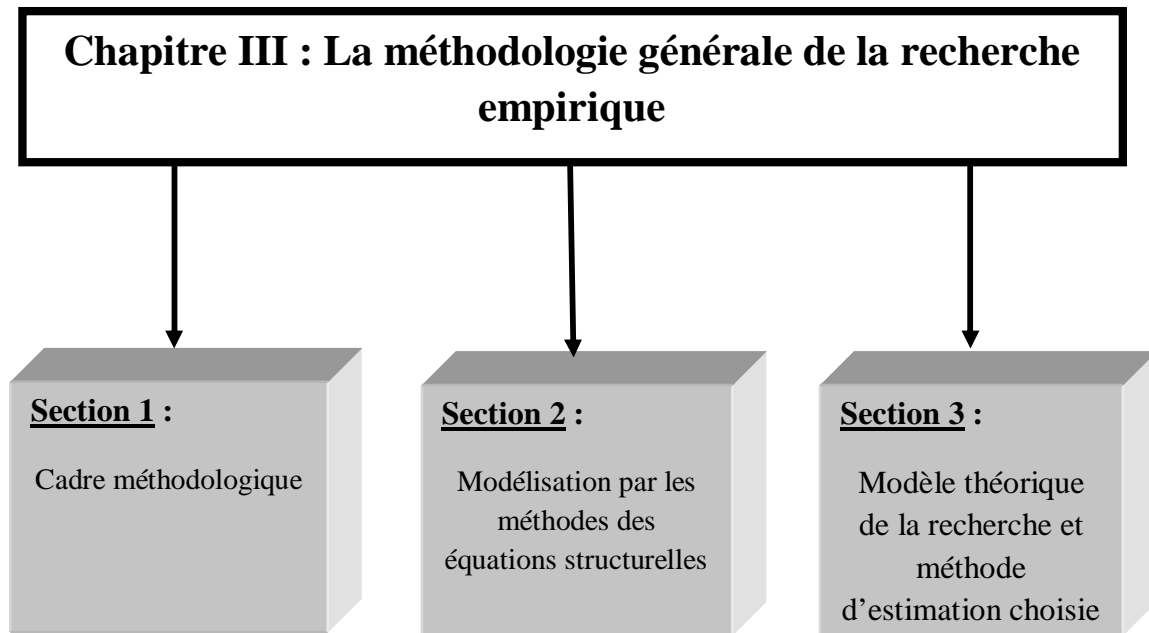 Chapitre III : La méthodologie générale de la recherche
empirique
Section 1 :
Cadre méthodologique
Section 2 :
Modélisation par les
méthodes des
équations structurelles
Section 3 :
Modèle théorique
de la recherche et
méthode
d’estimation choisie